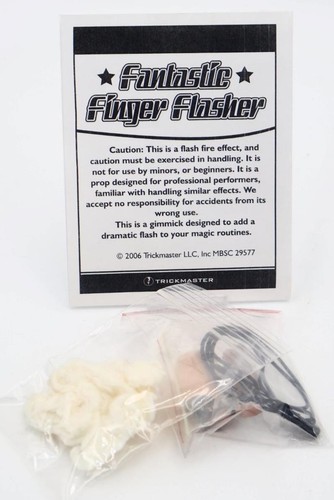 Fantastic
Finger Flasher
Caution: This is a flash fire effect, and
caution must be exercised in handling. It is
not for use by minors, or beginners. It is a
prop designed for professional performers,
familiar with handling similar effects. We
accept no responsibility for accidents from its
wrong use.
This is a gimmick designed to add a
dramatic flash to your magic routines.
© 2006 Trickmaster LLC, Inc MBSC 29577
TRICKMASTER